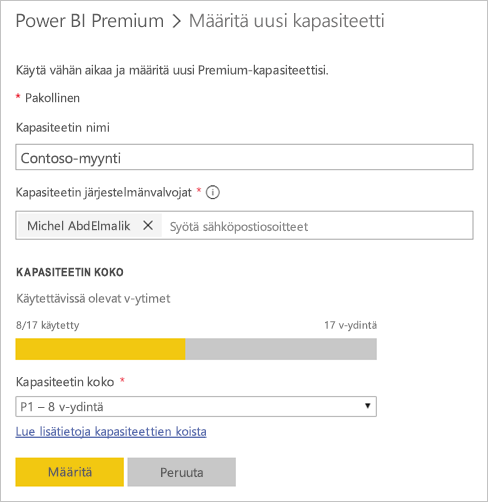 Power BI Premium > Määritä uusi kapasiteetti
Käytä vähän aikaa ja määritä uusi Premium-kapasiteettisi.
* Pakollinen
Kapasiteetin nimi
Contoso-myynti
Kapasiteetin järjestelmänvalvojat *
Michel AbdElmalik × Syötä sähköpostiosoitteet
KAPASITEETIN KOKO
Käytettävissä olevat v-ytimet
8/17 käytetty 17 v-ydintä
Kapasiteetin koko *
P1 – 8 v-ydintä
Lue lisätietoja kapasiteettien koista
Määritä Peruuta